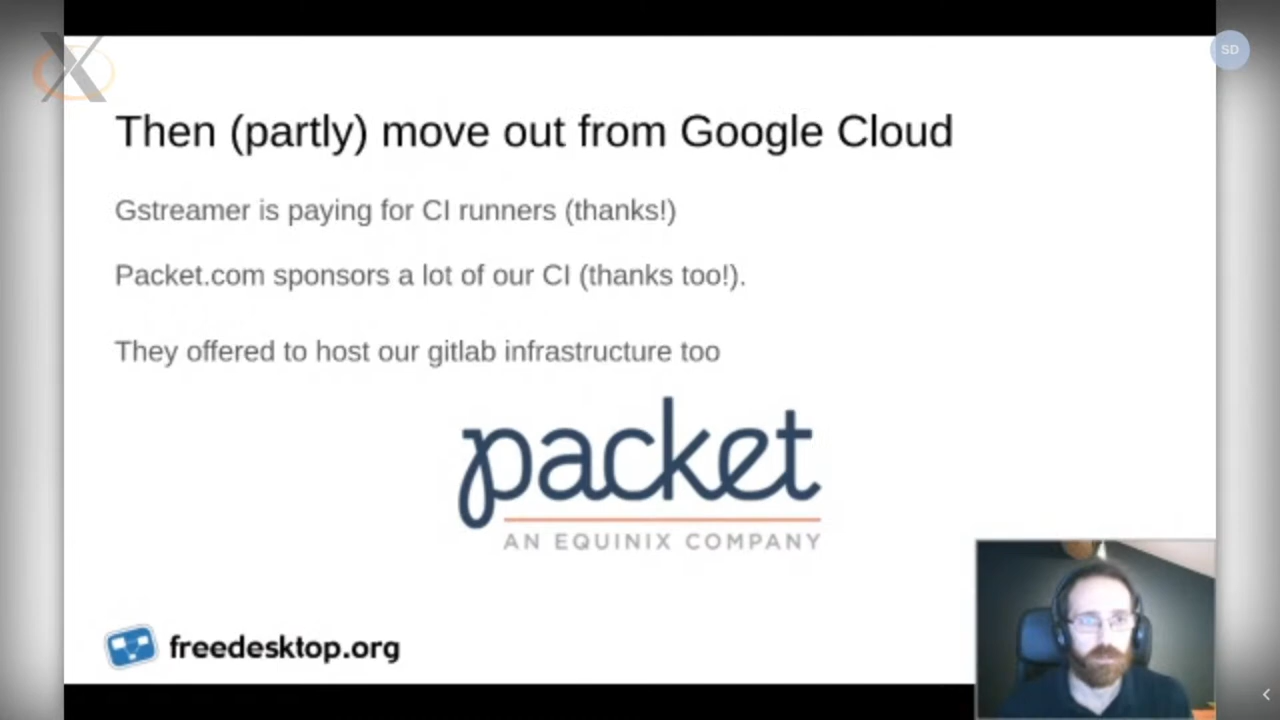 SD
Then (partly) move out from Google Cloud
Gstreamer is paying for CI runners (thanks!)
Packet.com sponsors a lot of our CI (thanks too!).
They offered to host our gitlab infrastructure too
packet
AN EQUINIX COMPANY
freedesktop.org